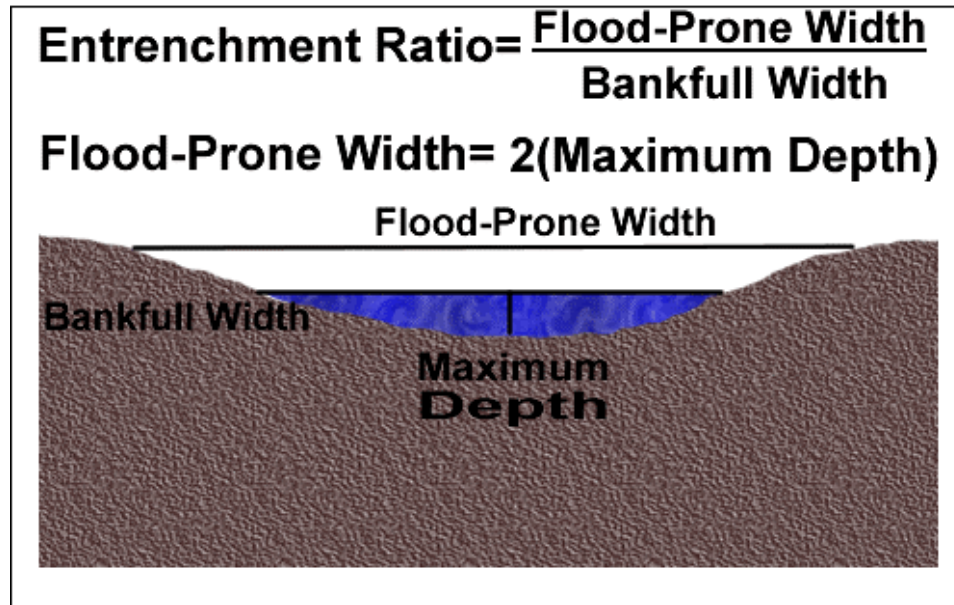 Entrenchment Ratio= Flood-Prone Width
Bankfull Width
Flood-Prone Width= 2(Maximum Depth)
Flood-Prone Width
Bankfull Width
Maximum
Depth